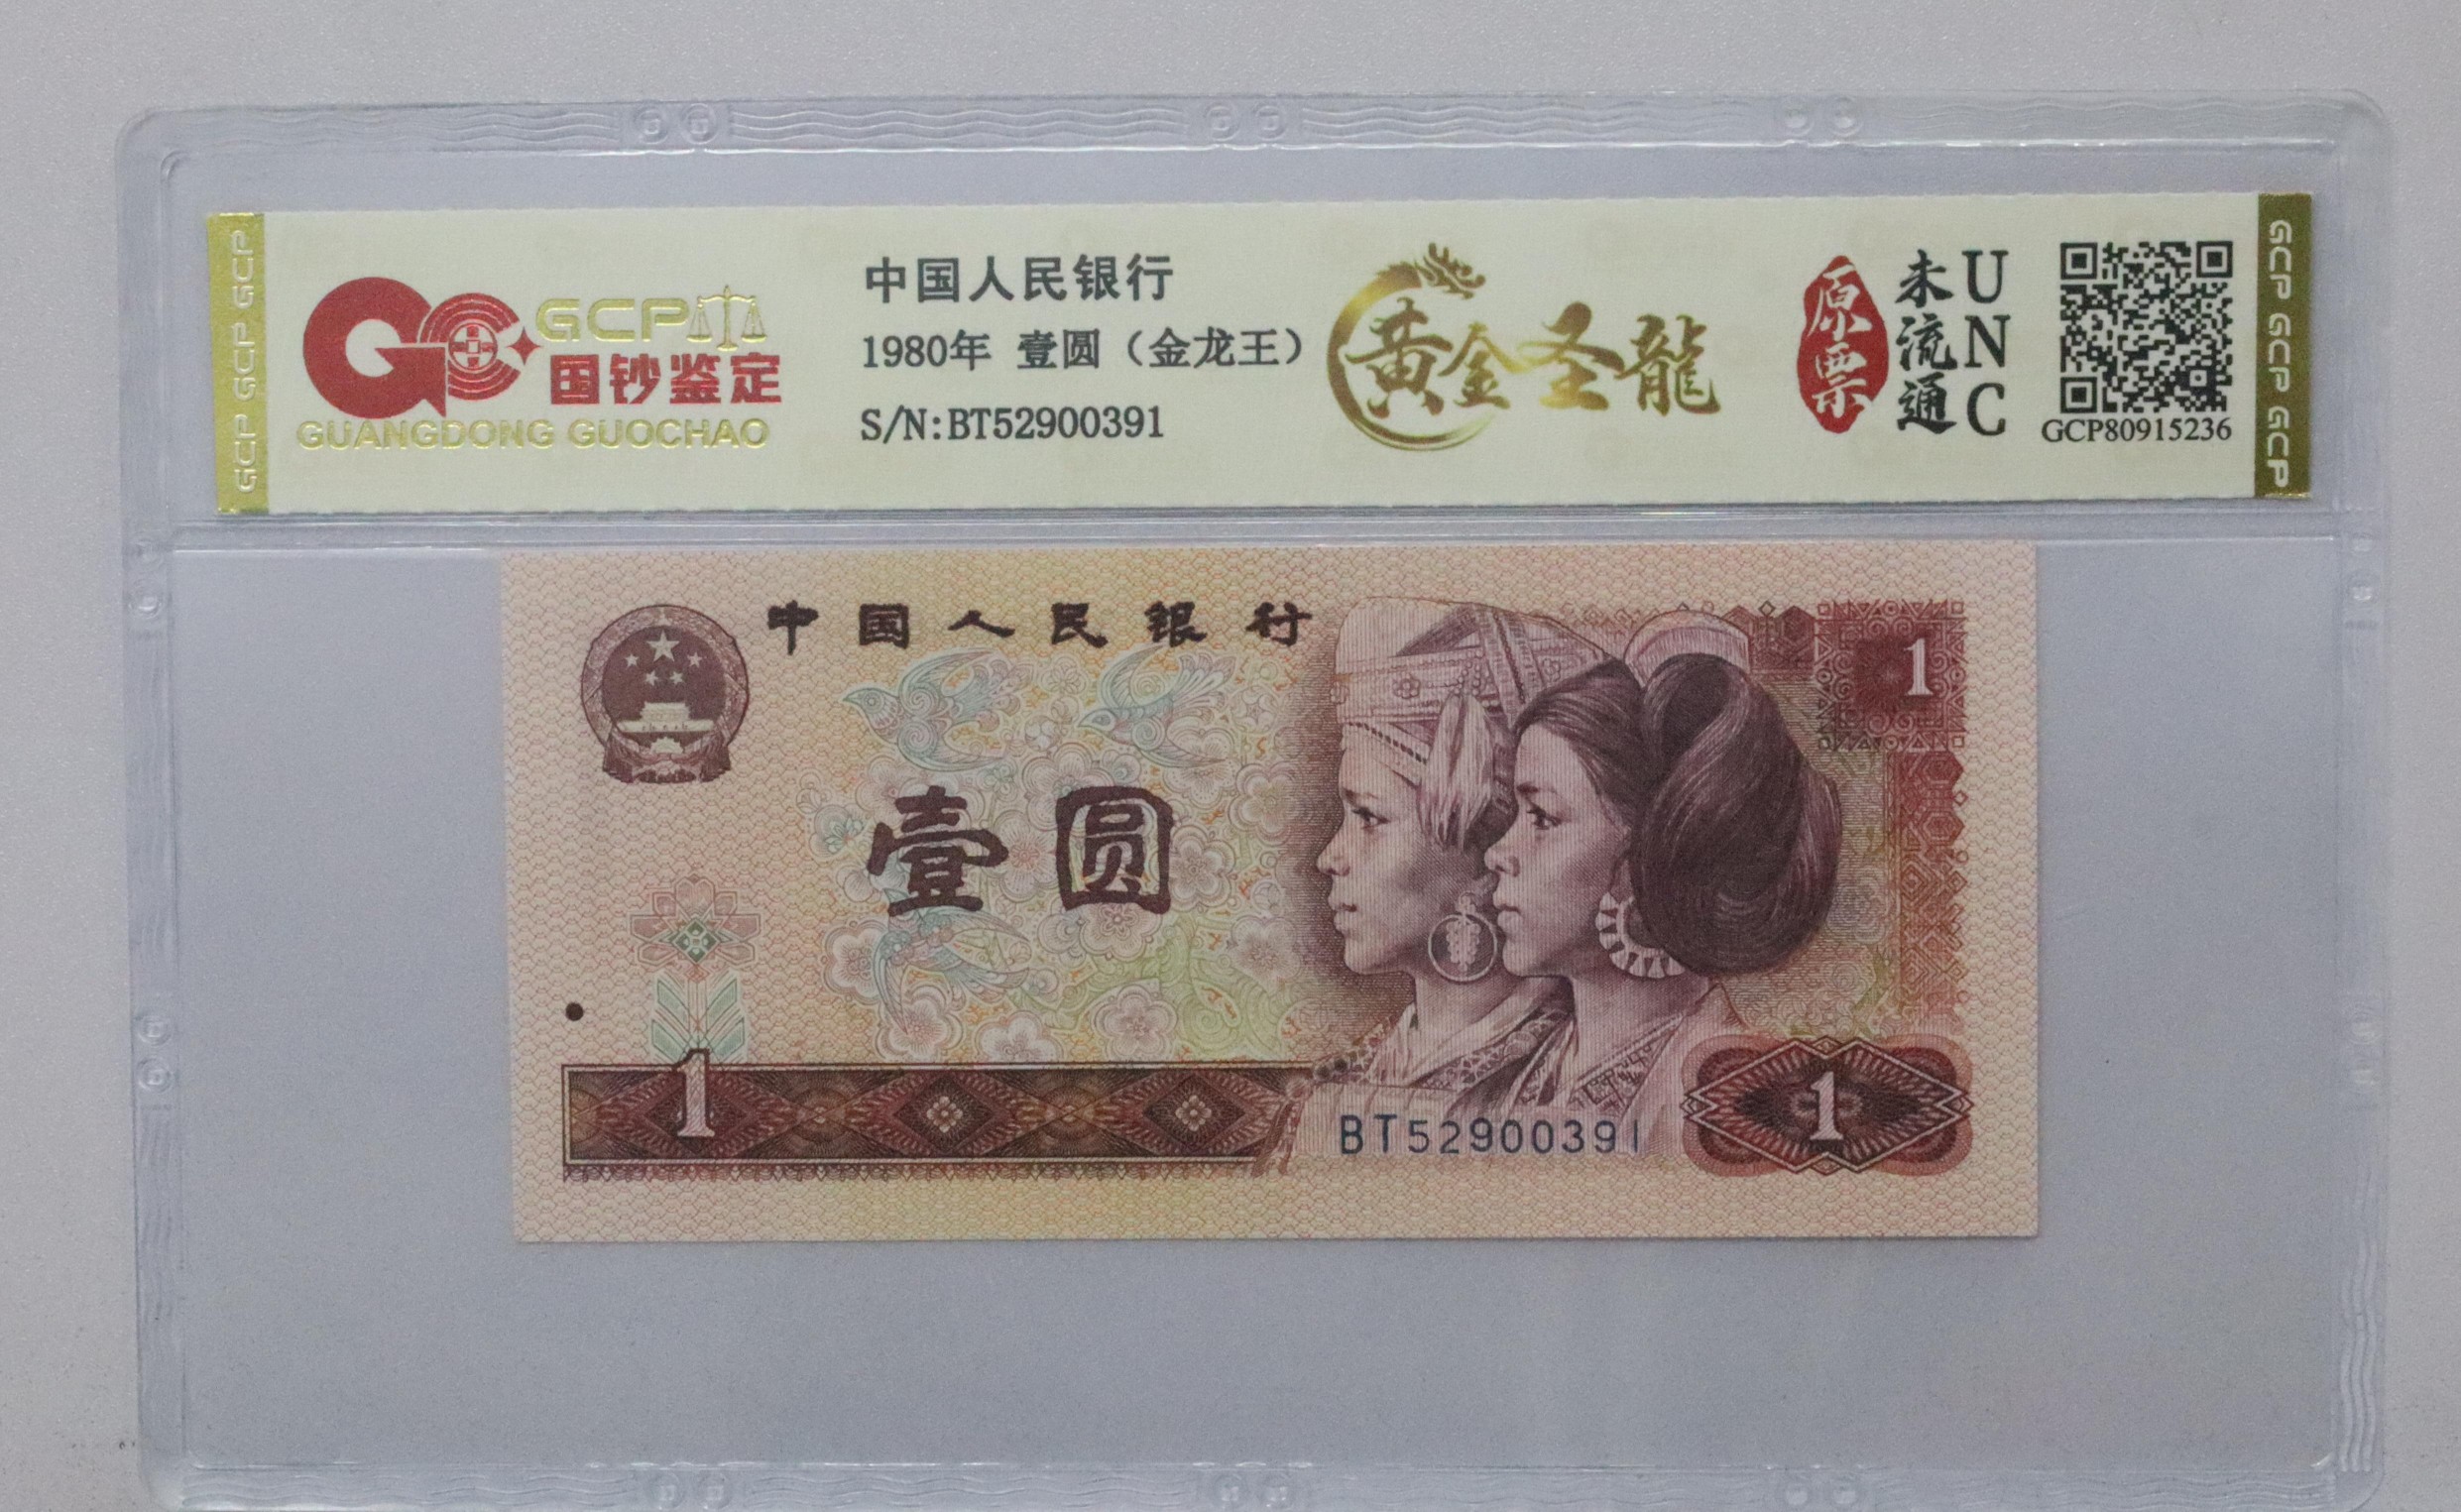 GCP GCP GCP
GCP
国钞鉴定
GUANGDONG GUOCHAO
中国人民银行
1980年 壹圆（金龙王）
S/N:BT52900391
黄金圣龍
原票
未流通
UNC
GCP80915236
GCP GCP GCP
中国人民银行
1
壹圆
1
BT52900391
1